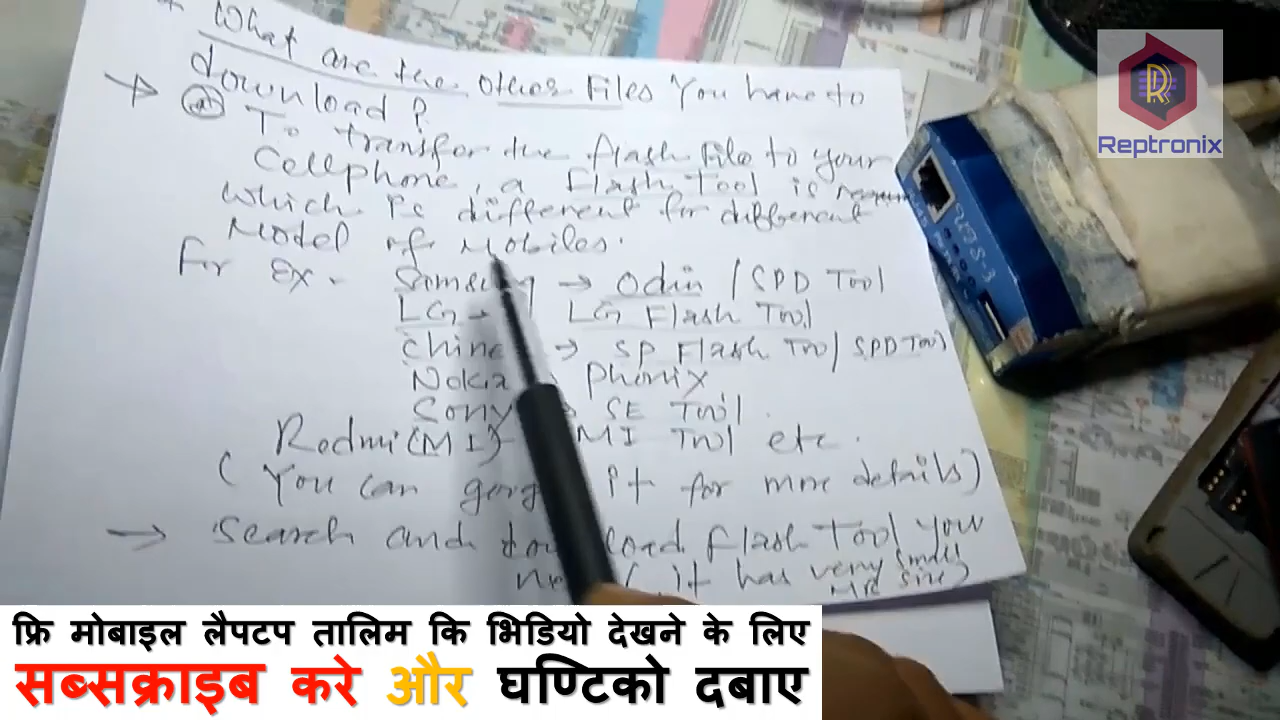 What are the other Files You have to
download?
→ (a) To transfer the flash File to your
Cellphone, a Flash Tool is
which is different for different
Model of Mobiles.
For Ex.
Samsung → Odin / SPD Tool
LG → LG Flash Tool
China → SP Flash Tool / SPD Tool
Nokia Phonix
Sony SE Tool.
Redmi (MI) MI Tool etc.
(You can it for more details)
→ Search and download Flash Tool You
(it has very small
MB size)
Reptronix
फ्रि मोबाइल लैपटप तालिम कि भिडियो देखने के लिए
सब्सक्राइब करे और घण्टिको दबाए